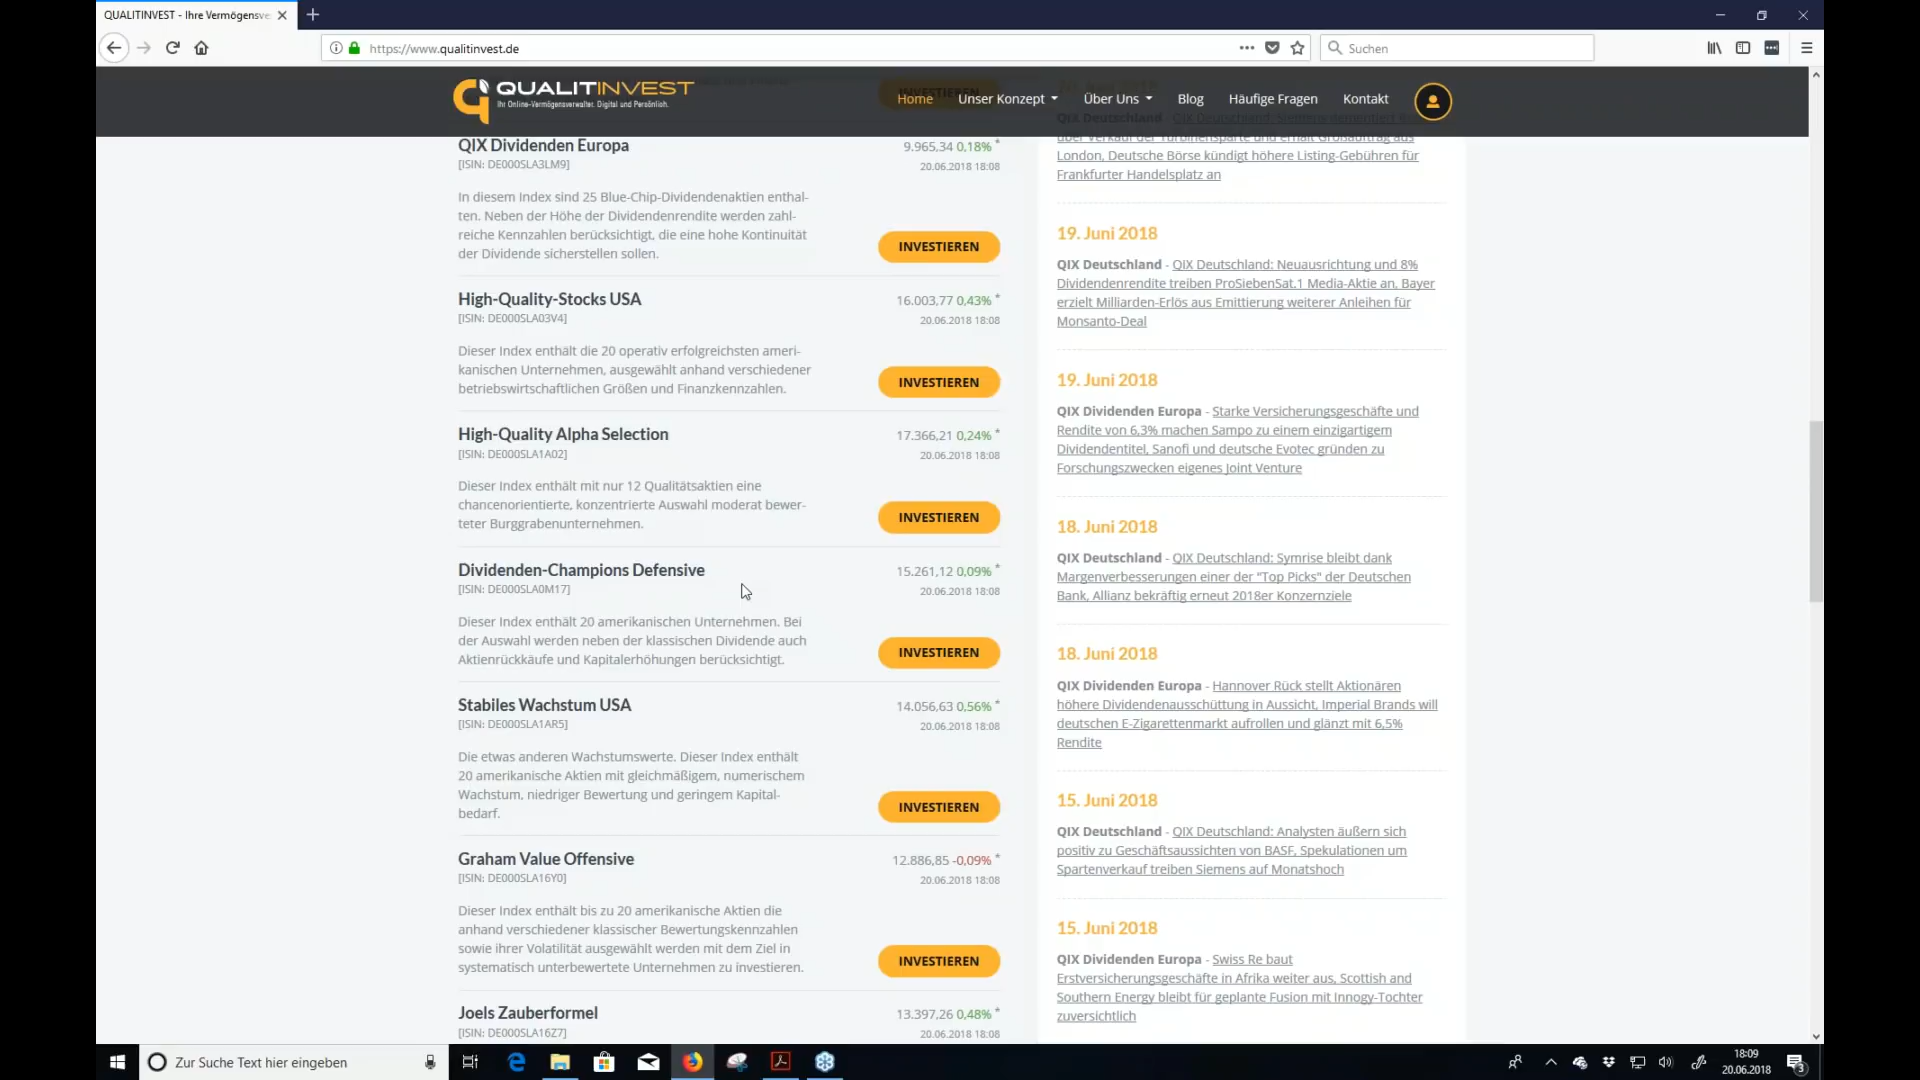 QUALITINVEST - Ihre Vermögensve
https://www.qualitinvest.de
Suchen
QUALITINVEST
Ihr Online-Vermögensverwalter. Digital und Persönlich.
Home
Unser Konzept
Über Uns
Blog
Häufige Fragen
Kontakt
QIX Dividenden Europa
9.965,34 0,18% *
[ISIN: DE000SLA3LM9]
20.06.2018 18:08
In diesem Index sind 25 Blue-Chip-Dividendenaktien enthal-
ten. Neben der Höhe der Dividendenrendite werden zahl-
reiche Kennzahlen berücksichtigt, die eine hohe Kontinuität
der Dividende sicherstellen sollen.
INVESTIEREN
High-Quality-Stocks USA
16.003,77 0,43% *
[ISIN: DE000SLA03V4]
20.06.2018 18:08
Dieser Index enthält die 20 operativ erfolgreichsten ameri-
kanischen Unternehmen, ausgewählt anhand verschiedener
betriebswirtschaftlichen Größen und Finanzkennzahlen.
INVESTIEREN
High-Quality Alpha Selection
17.366,21 0,24% *
[ISIN: DE000SLA1A02]
20.06.2018 18:08
Dieser Index enthält mit nur 12 Qualitätsaktien eine
chancenorientierte, konzentrierte Auswahl moderat bewer-
teter Burggrabenunternehmen.
INVESTIEREN
Dividenden-Champions Defensive
15.261,12 0,09% *
[ISIN: DE000SLA0M17]
20.06.2018 18:08
Dieser Index enthält 20 amerikanischen Unternehmen. Bei
der Auswahl werden neben der klassischen Dividende auch
Aktienrückkäufe und Kapitalerhöhungen berücksichtigt.
INVESTIEREN
Stabiles Wachstum USA
14.056,63 0,56% *
[ISIN: DE000SLA1AR5]
20.06.2018 18:08
Die etwas anderen Wachstumswerte. Dieser Index enthält
20 amerikanische Aktien mit gleichmäßigem, numerischem
Wachstum, niedriger Bewertung und geringem Kapital-
bedarf.
INVESTIEREN
Graham Value Offensive
12.886,85 -0,09% *
[ISIN: DE000SLA16Y0]
20.06.2018 18:08
Dieser Index enthält bis zu 20 amerikanische Aktien die
anhand verschiedener klassischer Bewertungskennzahlen
sowie ihrer Volatilität ausgewählt werden mit dem Ziel in
systematisch unterbewertete Unternehmen zu investieren.
INVESTIEREN
Joels Zauberformel
13.397,26 0,48% *
[ISIN: DE000SLA16Z7]
20.06.2018 18:08
über Verkauf der Turbinensparte und erhält Großauftrag aus
London, Deutsche Börse kündigt höhere Listing-Gebühren für
Frankfurter Handelsplatz an
19. Juni 2018
QIX Deutschland - QIX Deutschland: Neuausrichtung und 8%
Dividendenrendite treiben ProSiebenSat.1 Media-Aktie an, Bayer
erzielt Milliarden-Erlös aus Emittierung weiterer Anleihen für
Monsanto-Deal
19. Juni 2018
QIX Dividenden Europa - Starke Versicherungsgeschäfte und
Rendite von 6,3% machen Sampo zu einem einzigartigem
Dividendentitel, Sanofi und deutsche Evotec gründen zu
Forschungszwecken eigenes Joint Venture
18. Juni 2018
QIX Deutschland - QIX Deutschland: Symrise bleibt dank
Margenverbesserungen einer der "Top Picks" der Deutschen
Bank, Allianz bekräftig erneut 2018er Konzernziele
18. Juni 2018
QIX Dividenden Europa - Hannover Rück stellt Aktionären
höhere Dividendenausschüttung in Aussicht, Imperial Brands will
deutschen E-Zigarettenmarkt aufrollen und glänzt mit 6,5%
Rendite
15. Juni 2018
QIX Deutschland - QIX Deutschland: Analysten äußern sich
positiv zu Geschäftsaussichten von BASF, Spekulationen um
Spartenverkauf treiben Siemens auf Monatshoch
15. Juni 2018
QIX Dividenden Europa - Swiss Re baut
Erstversicherungsgeschäfte in Afrika weiter aus, Scottish and
Southern Energy bleibt für geplante Fusion mit Innogy-Tochter
zuversichtlich
Zur Suche Text hier eingeben
18:09
20.06.2018
3